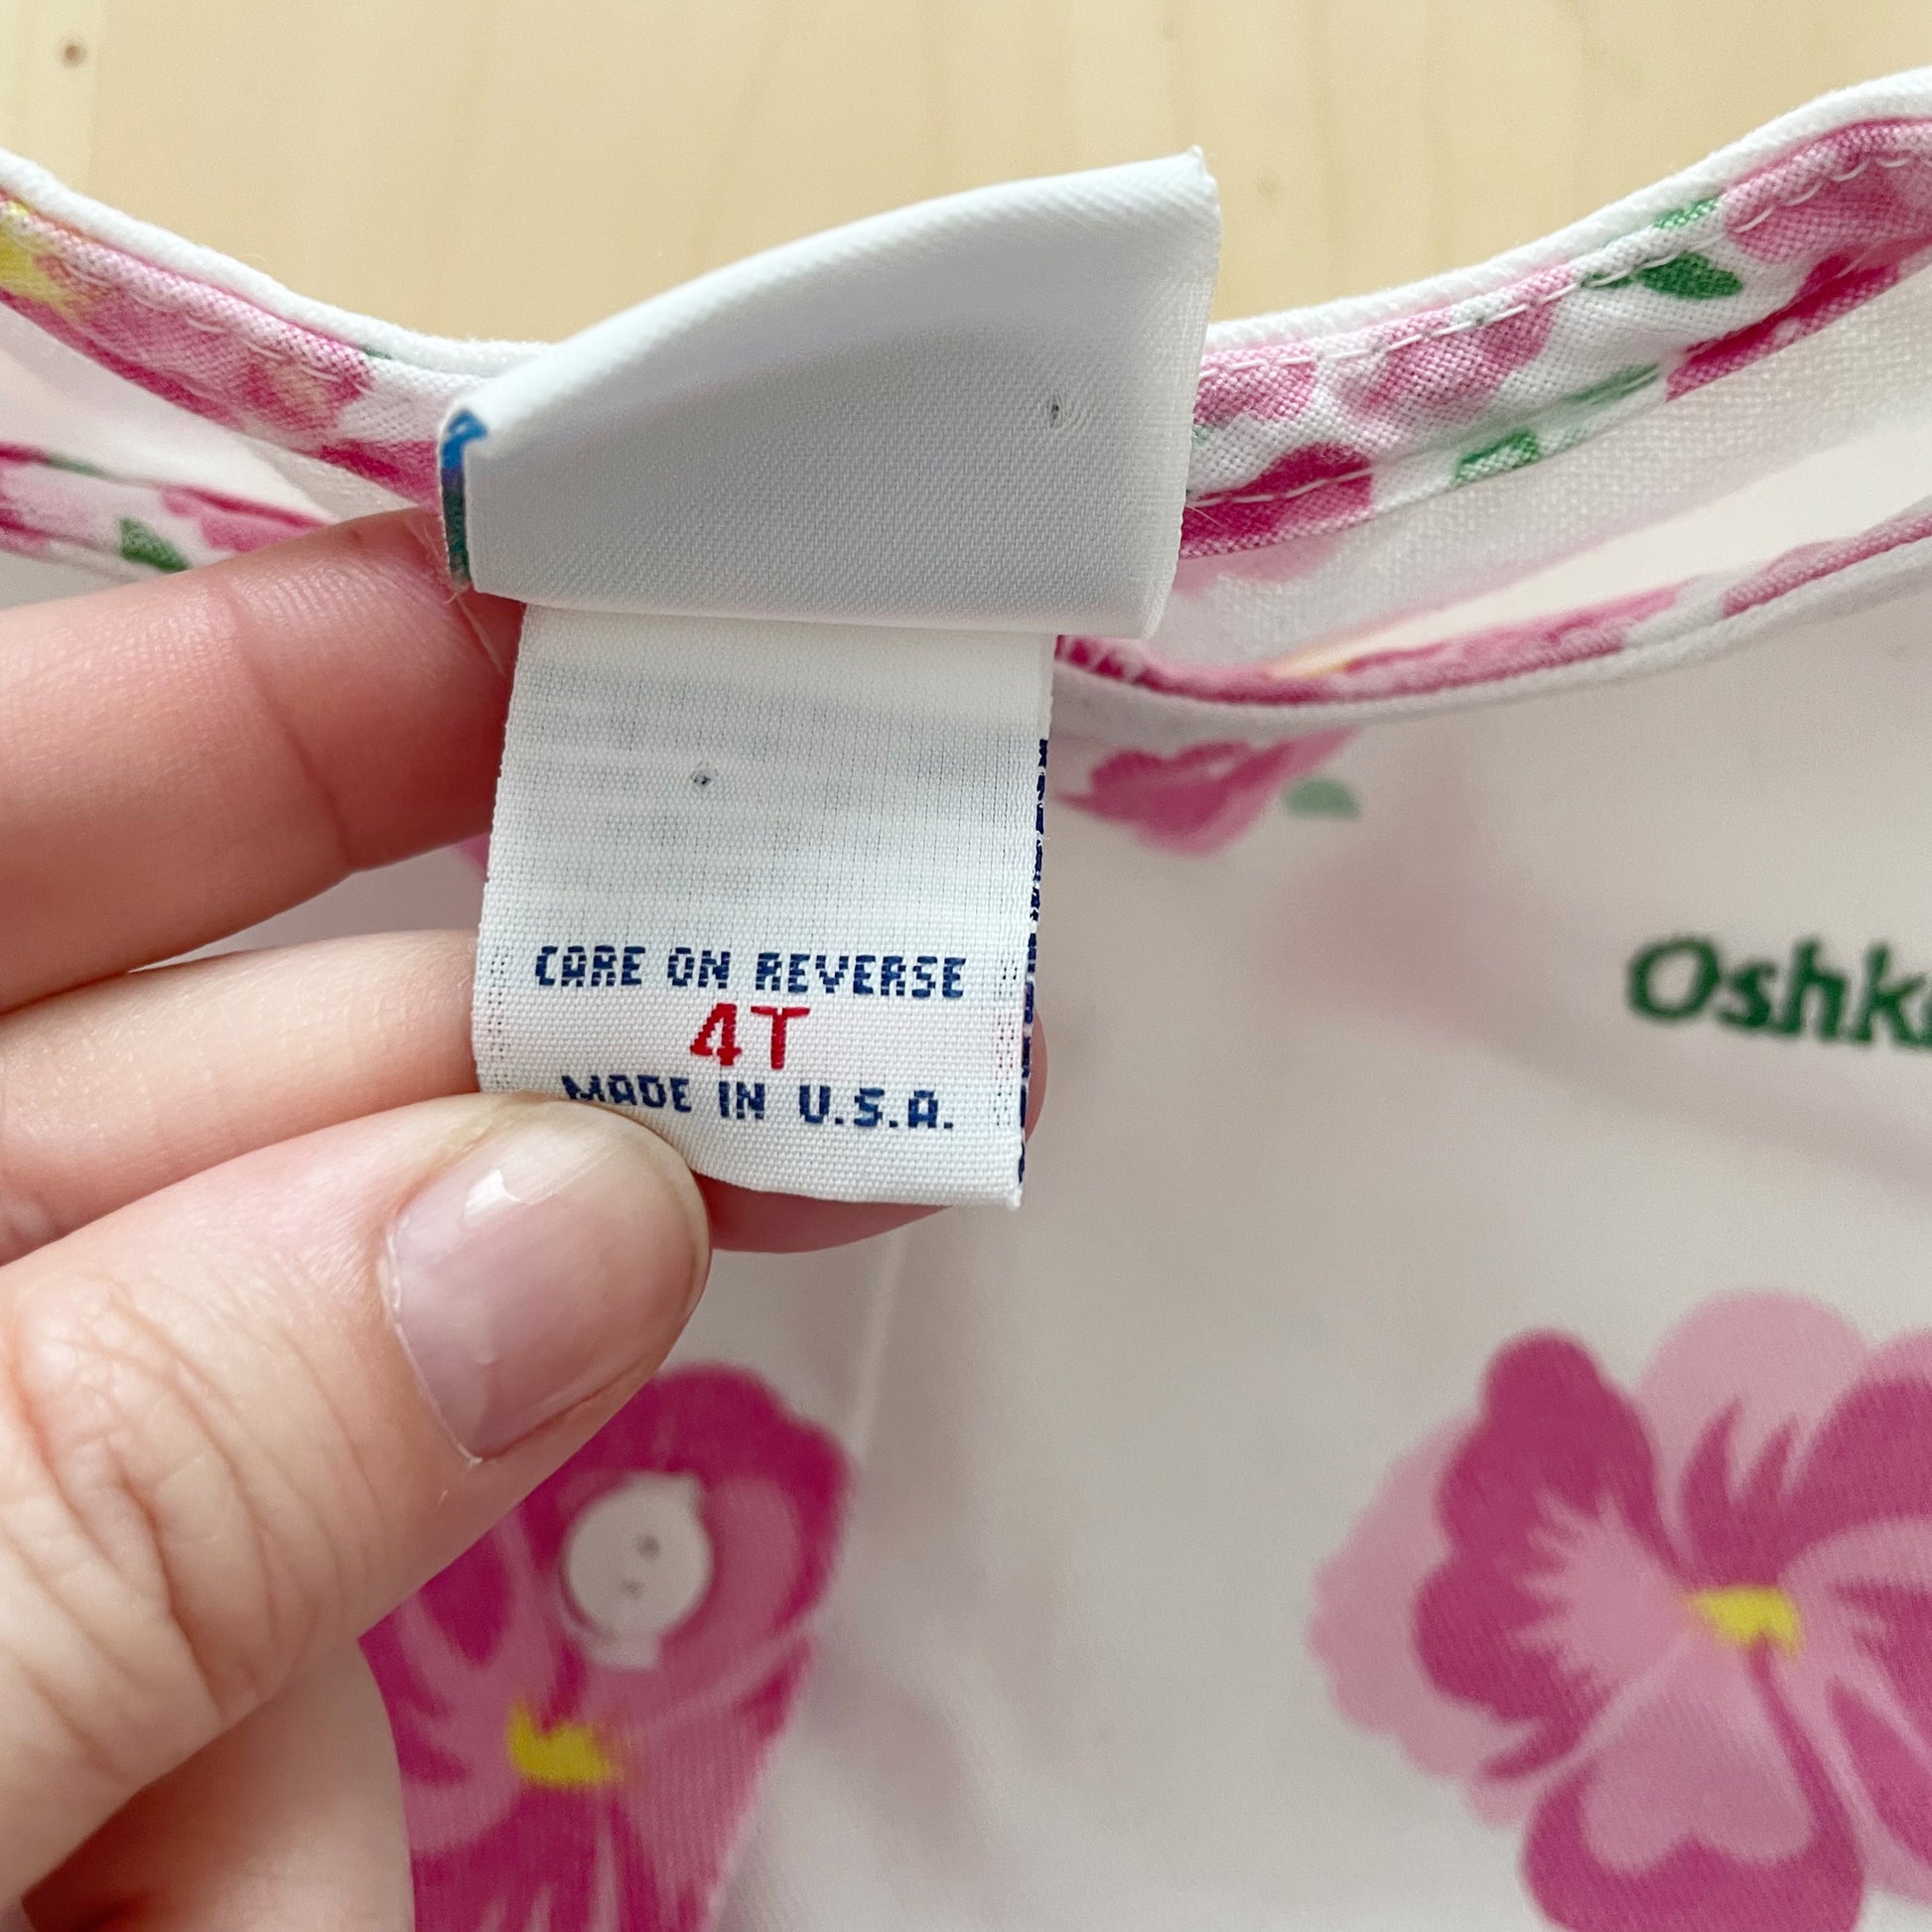 CARE ON REVERSE
4T
MADE IN U.S.A.
Oshk